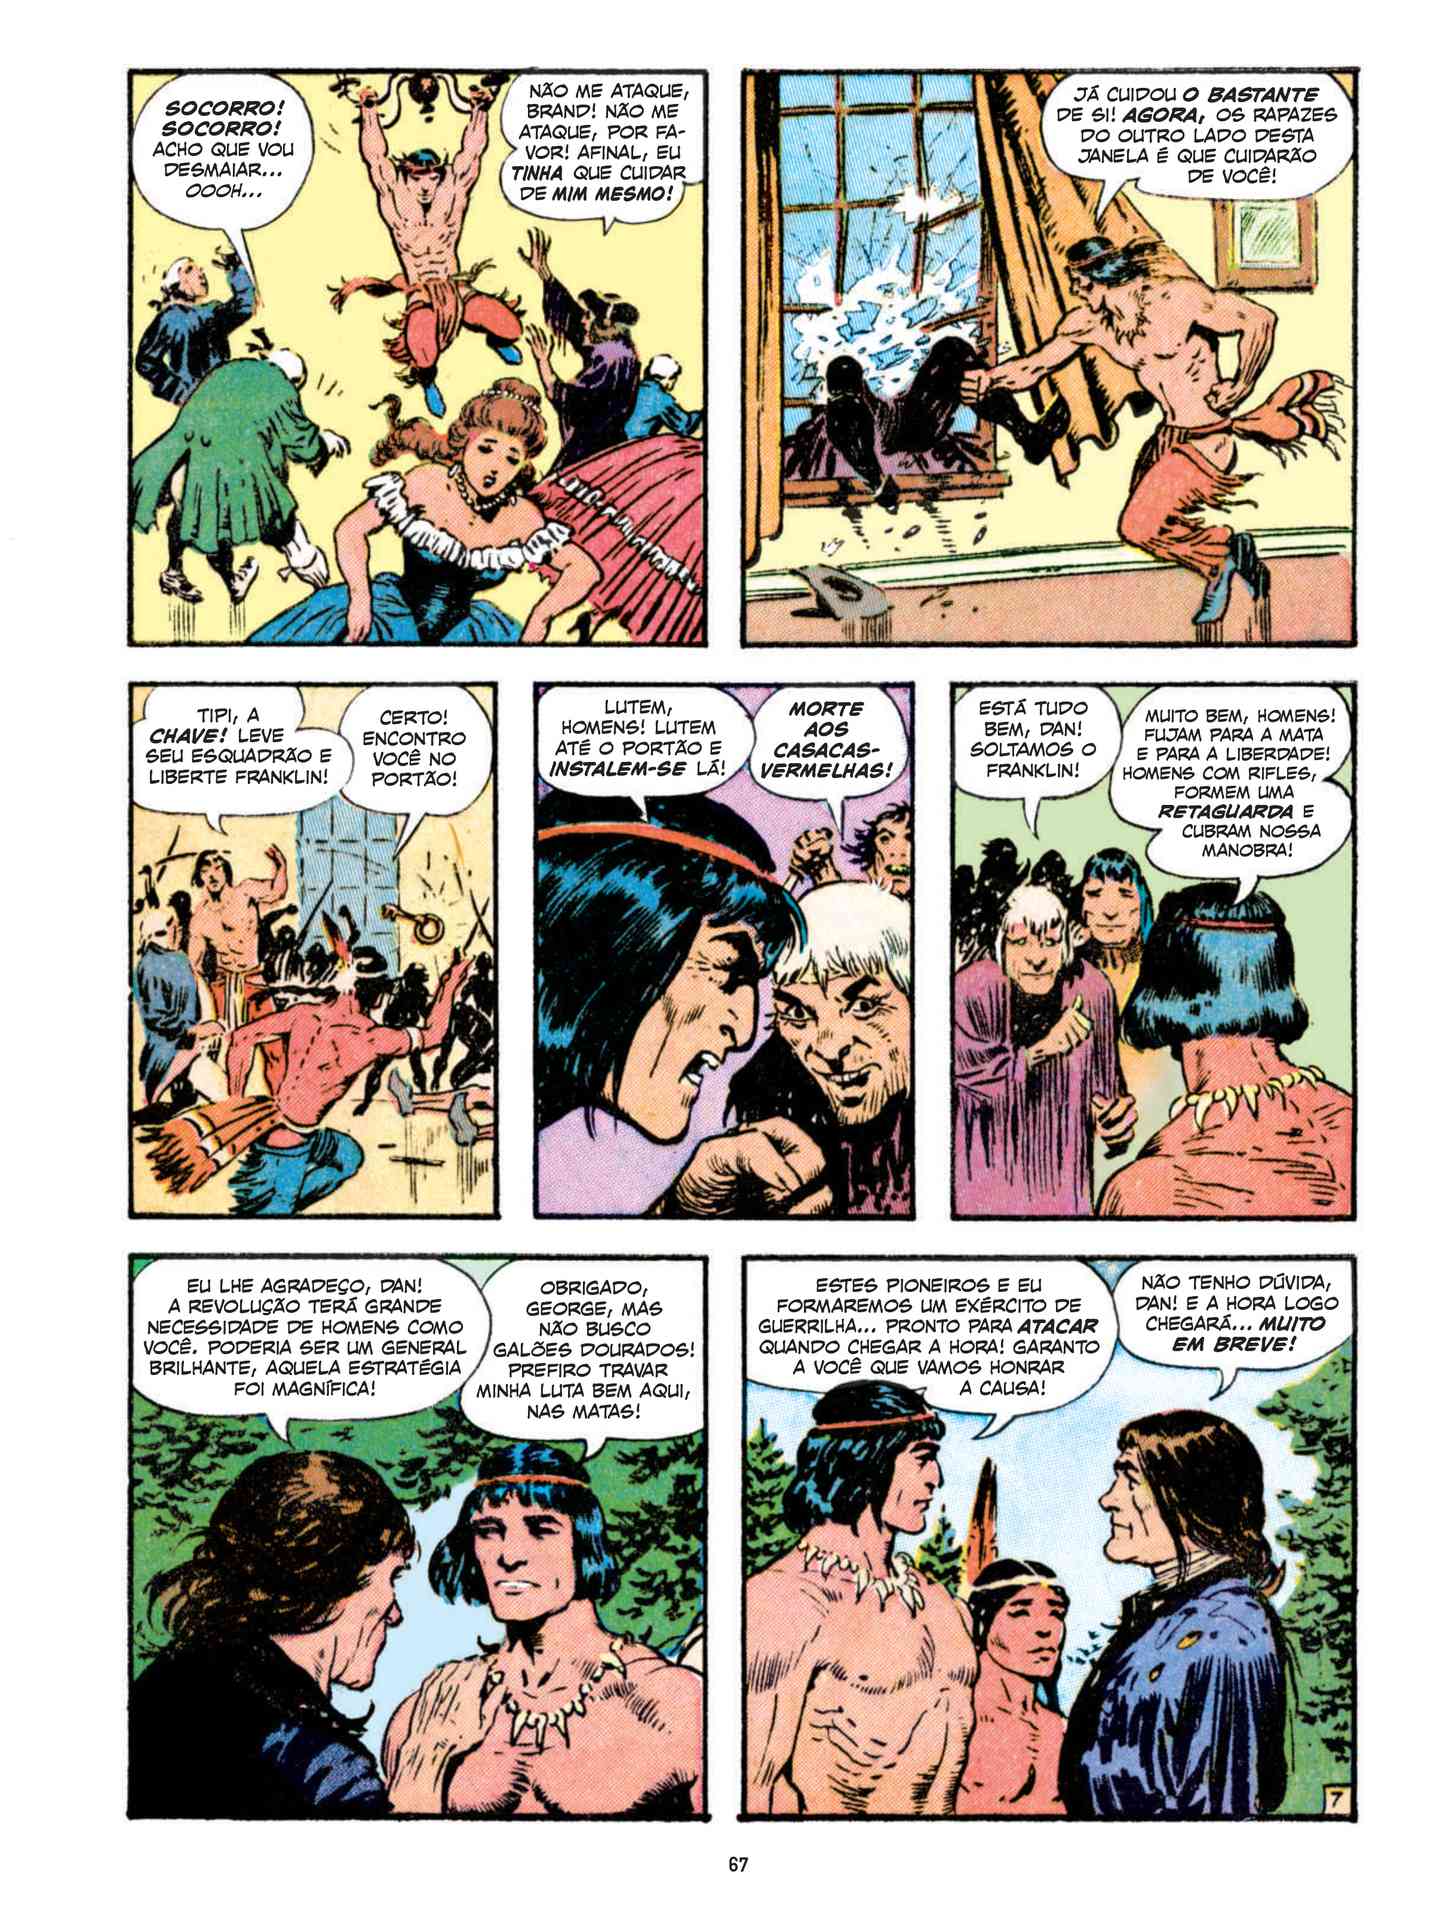 SOCORRO!
SOCORRO!
ACHO QUE VOU
DESMAIAR...
OOOH...
NÃO ME ATAQUE,
BRAND! NÃO ME
ATAQUE, POR FA-
VOR! AFINAL, EU
TINHA QUE CUIDAR
DE MIM MESMO!
JÁ CUIDOU O BASTANTE
DE SI! AGORA, OS RAPAZES
DO OUTRO LADO DESTA
JANELA É QUE CUIDARÃO
DE VOCÊ!
TIPI, A
CHAVE! LEVE
SEU ESQUADRÃO E
LIBERTE FRANKLIN!
CERTO!
ENCONTRO
VOCÊ NO
PORTÃO!
LUTEM,
HOMENS! LUTEM
ATÉ O PORTÃO E
INSTALEM-SE LÁ!
MORTE
AOS
CASACAS-
VERMELHAS!
ESTÁ TUDO
BEM, DAN!
SOLTAMOS O
FRANKLIN!
MUITO BEM, HOMENS!
FUJAM PARA A MATA
E PARA A LIBERDADE!
HOMENS COM RIFLES,
FORMEM UMA
RETAGUARDA E
CUBRAM NOSSA
MANOBRA!
EU LHE AGRADEÇO, DAN!
A REVOLUÇÃO TERÁ GRANDE
NECESSIDADE DE HOMENS COMO
VOCÊ. PODERIA SER UM GENERAL
BRILHANTE, AQUELA ESTRATÉGIA
FOI MAGNÍFICA!
OBRIGADO,
GEORGE, MAS
NÃO BUSCO
GALÕES DOURADOS!
PREFIRO TRAVAR
MINHA LUTA BEM AQUI,
NAS MATAS!
ESTES PIONEIROS E EU
FORMAREMOS UM EXÉRCITO DE
GUERRILHA... PRONTO PARA ATACAR
QUANDO CHEGAR A HORA! GARANTO
A VOCÊ QUE VAMOS HONRAR
A CAUSA!
NÃO TENHO DÚVIDA,
DAN! E A HORA LOGO
CHEGARÁ... MUITO
EM BREVE!
7
67